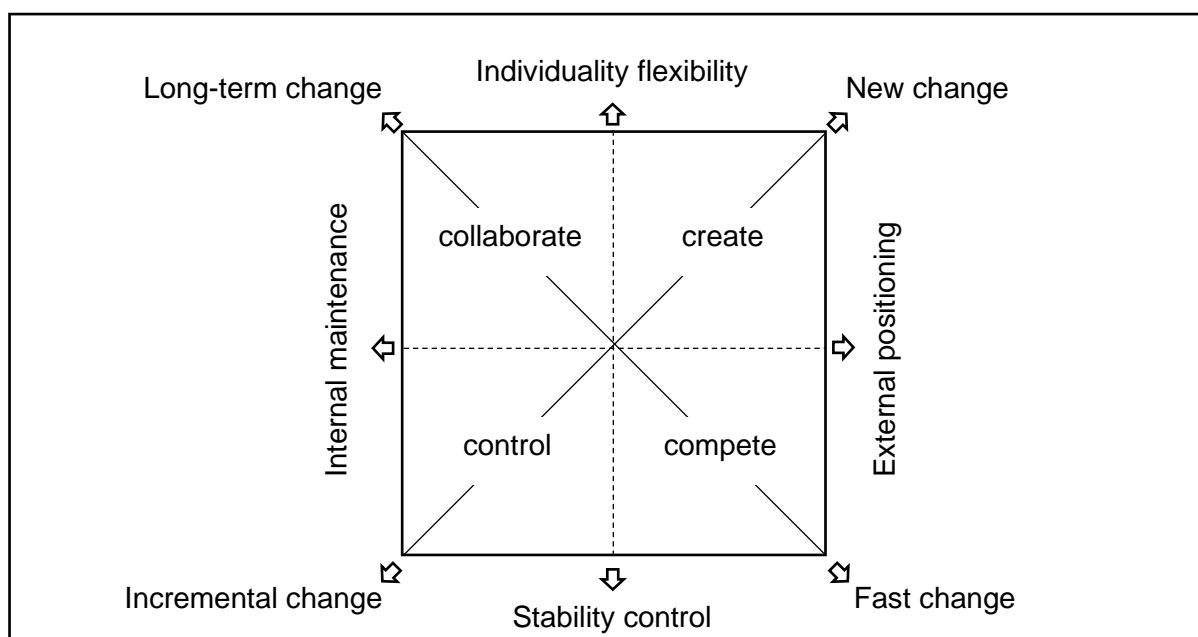 Individuality flexibility
Long-term change
New change
Internal maintenance
collaborate
create
External positioning
control
compete
Incremental change
Stability control
Fast change